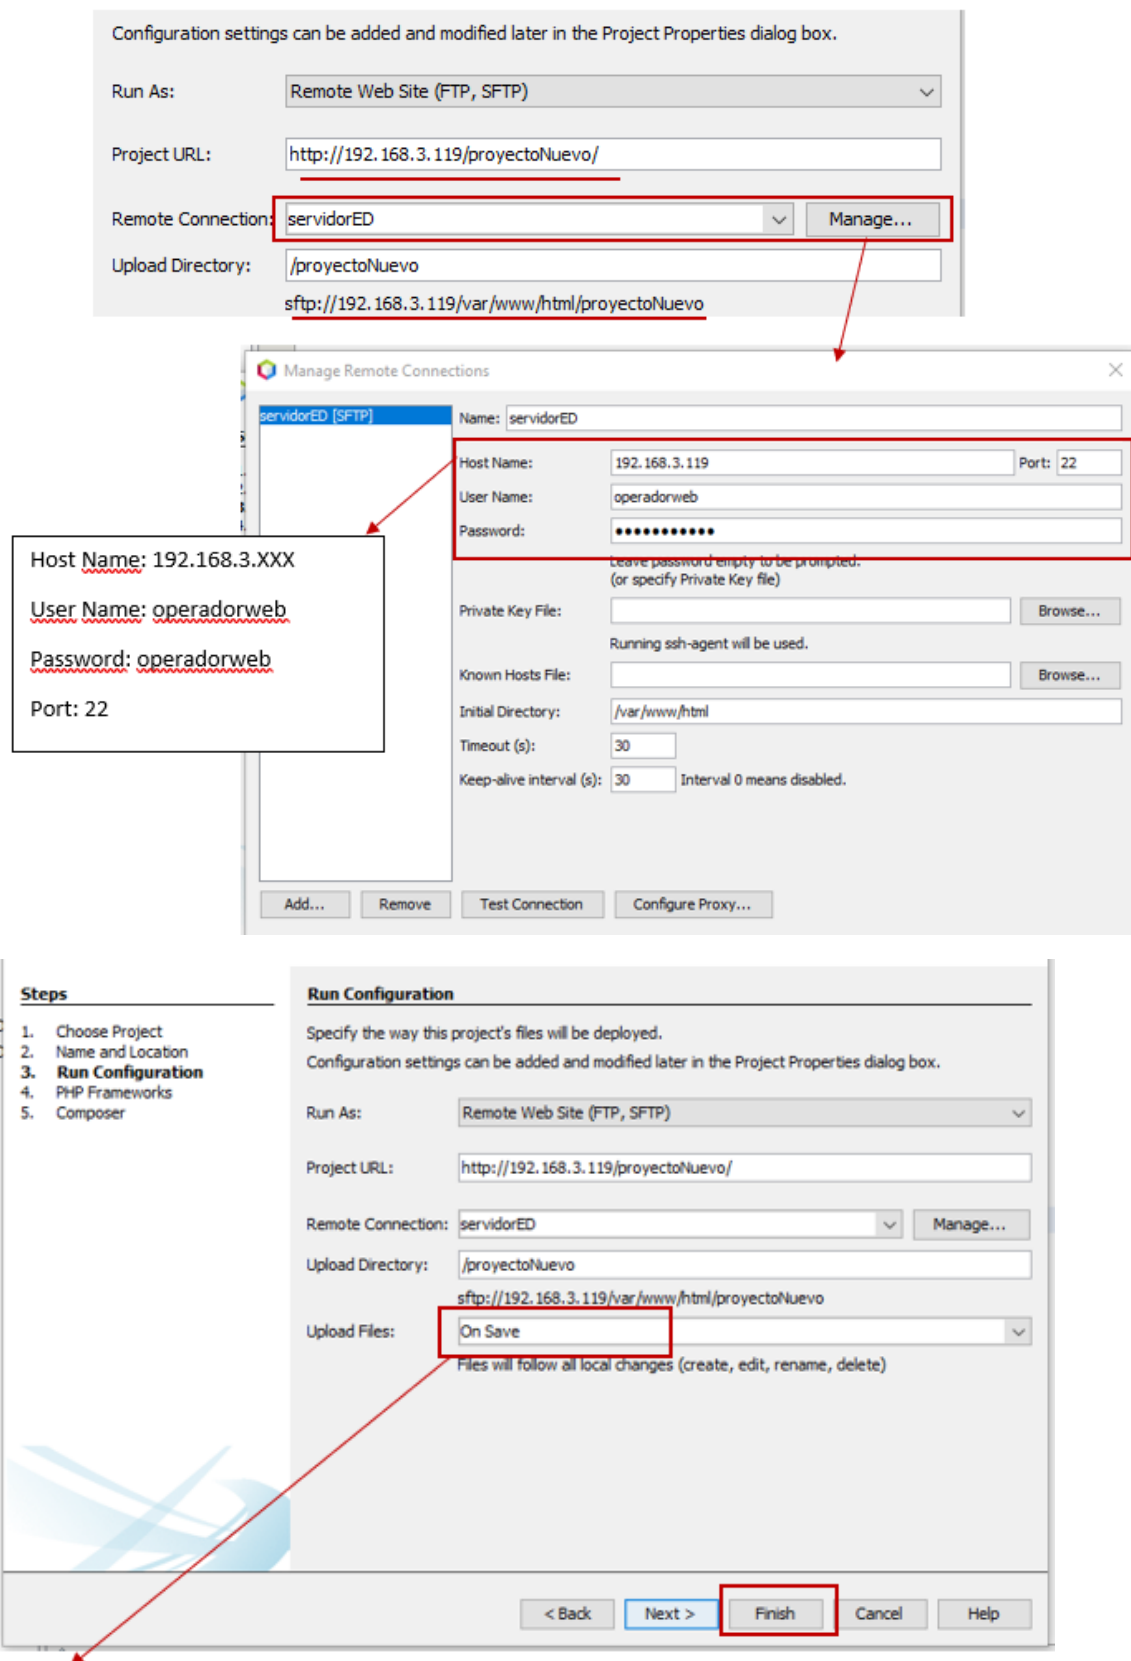 Configuration settings can be added and modified later in the Project Properties dialog box.
Run As: Remote Web Site (FTP, SFTP)
Project URL: http://192.168.3.119/proyectoNuevo/
Remote Connection: servidorED Manage...
Upload Directory: /proyectoNuevo
sftp://192.168.3.119/var/www/html/proyectoNuevo
Manage Remote Connections
servidorED [SFTP]
Name: servidorED
Host Name: 192.168.3.119 Port: 22
User Name: operadorweb
Password: ●●●●●●●●●●●
Leave password empty to be prompted.
(or specify Private Key file)
Private Key File: Browse...
Running ssh-agent will be used.
Known Hosts File: Browse...
Initial Directory: /var/www/html
Timeout (s): 30
Keep-alive interval (s): 30 Interval 0 means disabled.
Add... Remove Test Connection Configure Proxy...
Host Name: 192.168.3.XXX
User Name: operadorweb
Password: operadorweb
Port: 22
Steps
1. Choose Project
2. Name and Location
3. Run Configuration
4. PHP Frameworks
5. Composer
Run Configuration
Specify the way this project's files will be deployed.
Configuration settings can be added and modified later in the Project Properties dialog box.
Run As: Remote Web Site (FTP, SFTP)
Project URL: http://192.168.3.119/proyectoNuevo/
Remote Connection: servidorED Manage...
Upload Directory: /proyectoNuevo
sftp://192.168.3.119/var/www/html/proyectoNuevo
Upload Files: On Save
Files will follow all local changes (create, edit, rename, delete)
< Back Next > Finish Cancel Help